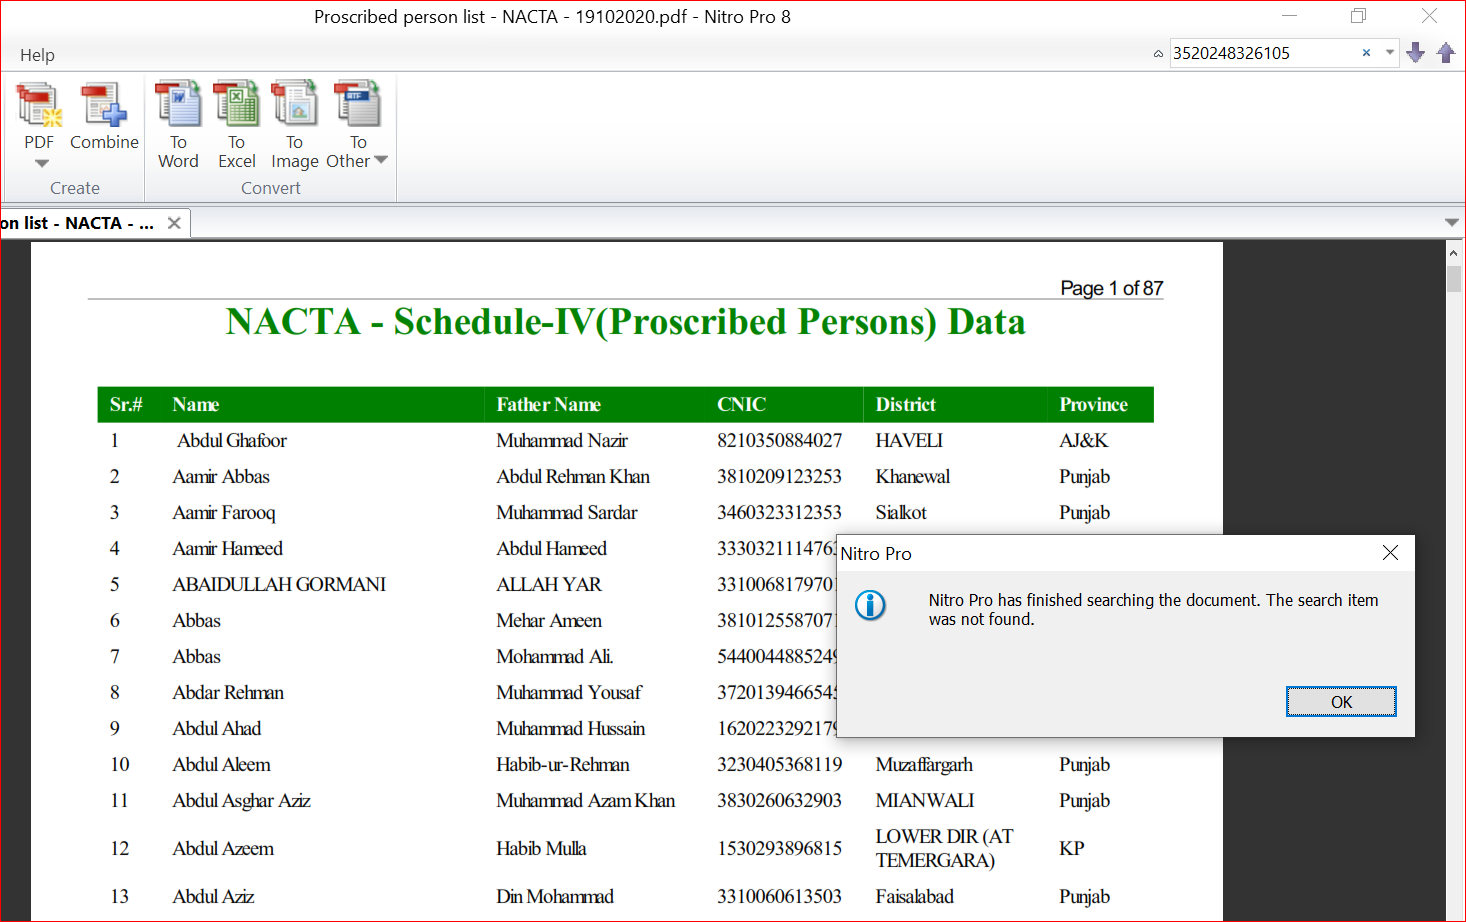 Proscribed person list - NACTA - 19102020.pdf - Nitro Pro 8
Help
3520248326105
PDF
Combine
To Word
To Excel
To Image
To Other
Create
Convert
on list - NACTA - ...
Page 1 of 87
NACTA - Schedule-IV(Proscribed Persons) Data
Sr.# Name Father Name CNIC District Province
1 Abdul Ghafoor Muhammad Nazir 8210350884027 HAVELI AJ&K
2 Aamir Abbas Abdul Rehman Khan 3810209123253 Khanewal Punjab
3 Aamir Farooq Muhammad Sardar 3460323312353 Sialkot Punjab
4 Aamir Hameed Abdul Hameed 333032111476
5 ABAIDULLAH GORMANI ALLAH YAR 331006817970
6 Abbas Mehar Ameen 381012558707
7 Abbas Mohammad Ali. 544004488524
8 Abdar Rehman Muhammad Yousaf 372013946654
9 Abdul Ahad Muhammad Hussain 162022329217
10 Abdul Aleem Habib-ur-Rehman 3230405368119 Muzaffargarh Punjab
11 Abdul Asghar Aziz Muhammad Azam Khan 3830260632903 MIANWALI Punjab
12 Abdul Azeem Habib Mulla 1530293896815 LOWER DIR (AT TEMERGARA) KP
13 Abdul Aziz Din Mohammad 3310060613503 Faisalabad Punjab
Nitro Pro
Nitro Pro has finished searching the document. The search item
was not found.
OK